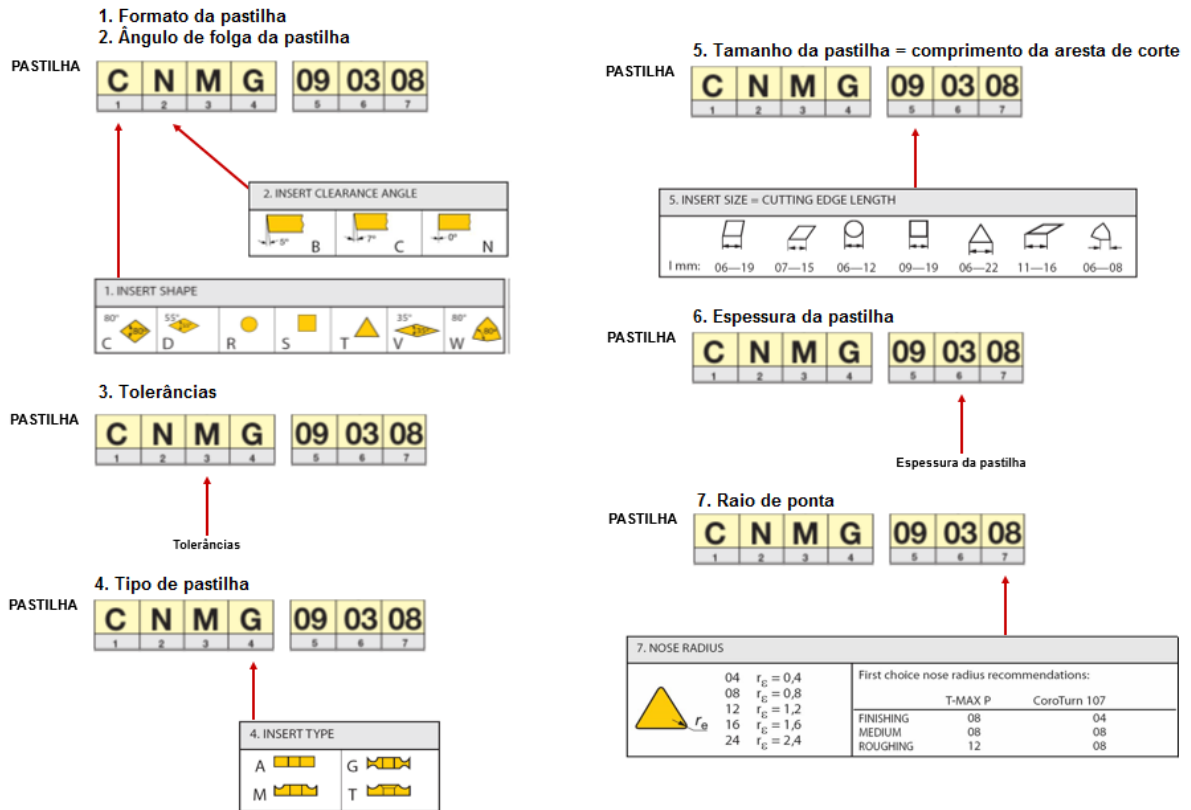 1. Formato da pastilha
2. Ângulo de folga da pastilha
PASTILHA
C N M G 09 03 08
1 2 3 4 5 6 7
2. INSERT CLEARANCE ANGLE
5° B 7° C 0° N
1. INSERT SHAPE
80° 80° 55° 55° 35° 35° 80° 80°
C D R S T V W
3. Tolerâncias
PASTILHA
C N M G 09 03 08
1 2 3 4 5 6 7
Tolerâncias
4. Tipo de pastilha
PASTILHA
C N M G 09 03 08
1 2 3 4 5 6 7
4. INSERT TYPE
A G
M T
5. Tamanho da pastilha = comprimento da aresta de corte
PASTILHA
C N M G 09 03 08
1 2 3 4 5 6 7
5. INSERT SIZE = CUTTING EDGE LENGTH
l mm: 06—19 07—15 06—12 09—19 06—22 11—16 06—08
6. Espessura da pastilha
PASTILHA
C N M G 09 03 08
1 2 3 4 5 6 7
Espessura da pastilha
7. Raio de ponta
PASTILHA
C N M G 09 03 08
1 2 3 4 5 6 7
7. NOSE RADIUS
re
04 rε = 0,4
08 rε = 0,8
12 rε = 1,2
16 rε = 1,6
24 rε = 2,4
First choice nose radius recommendations:
T-MAX P CoroTurn 107
FINISHING 08 04
MEDIUM 08 08
ROUGHING 12 08